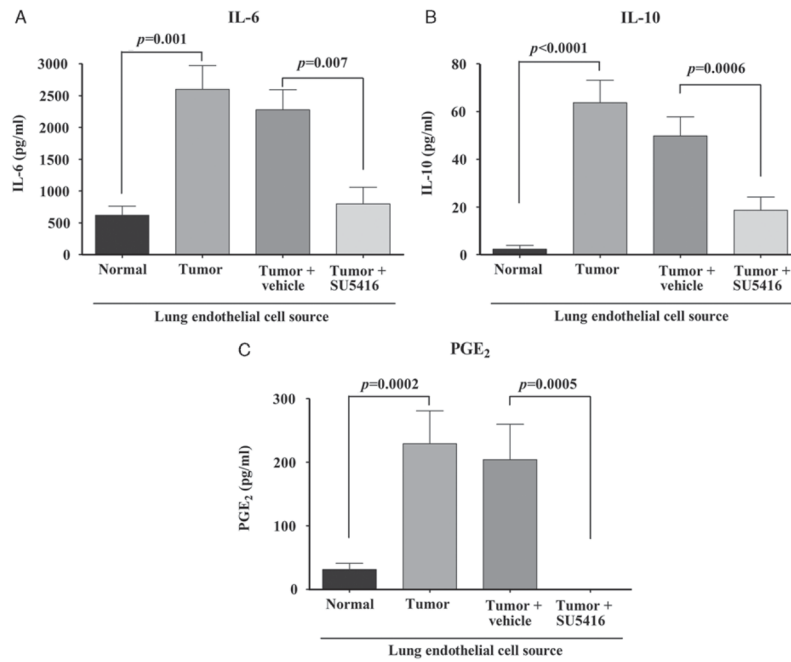 A
IL-6
p=0.001
p=0.007
3000
2500
2000
1500
1000
500
0
IL-6 (pg/ml)
Normal
Tumor
Tumor +
vehicle
Tumor +
SU5416
Lung endothelial cell source
B
IL-10
p<0.0001
p=0.0006
80
60
40
20
0
IL-10 (pg/ml)
Normal
Tumor
Tumor +
vehicle
Tumor +
SU5416
Lung endothelial cell source
C
PGE₂
p=0.0002
p=0.0005
300
200
100
0
PGE₂ (pg/ml)
Normal
Tumor
Tumor +
vehicle
Tumor +
SU5416
Lung endothelial cell source